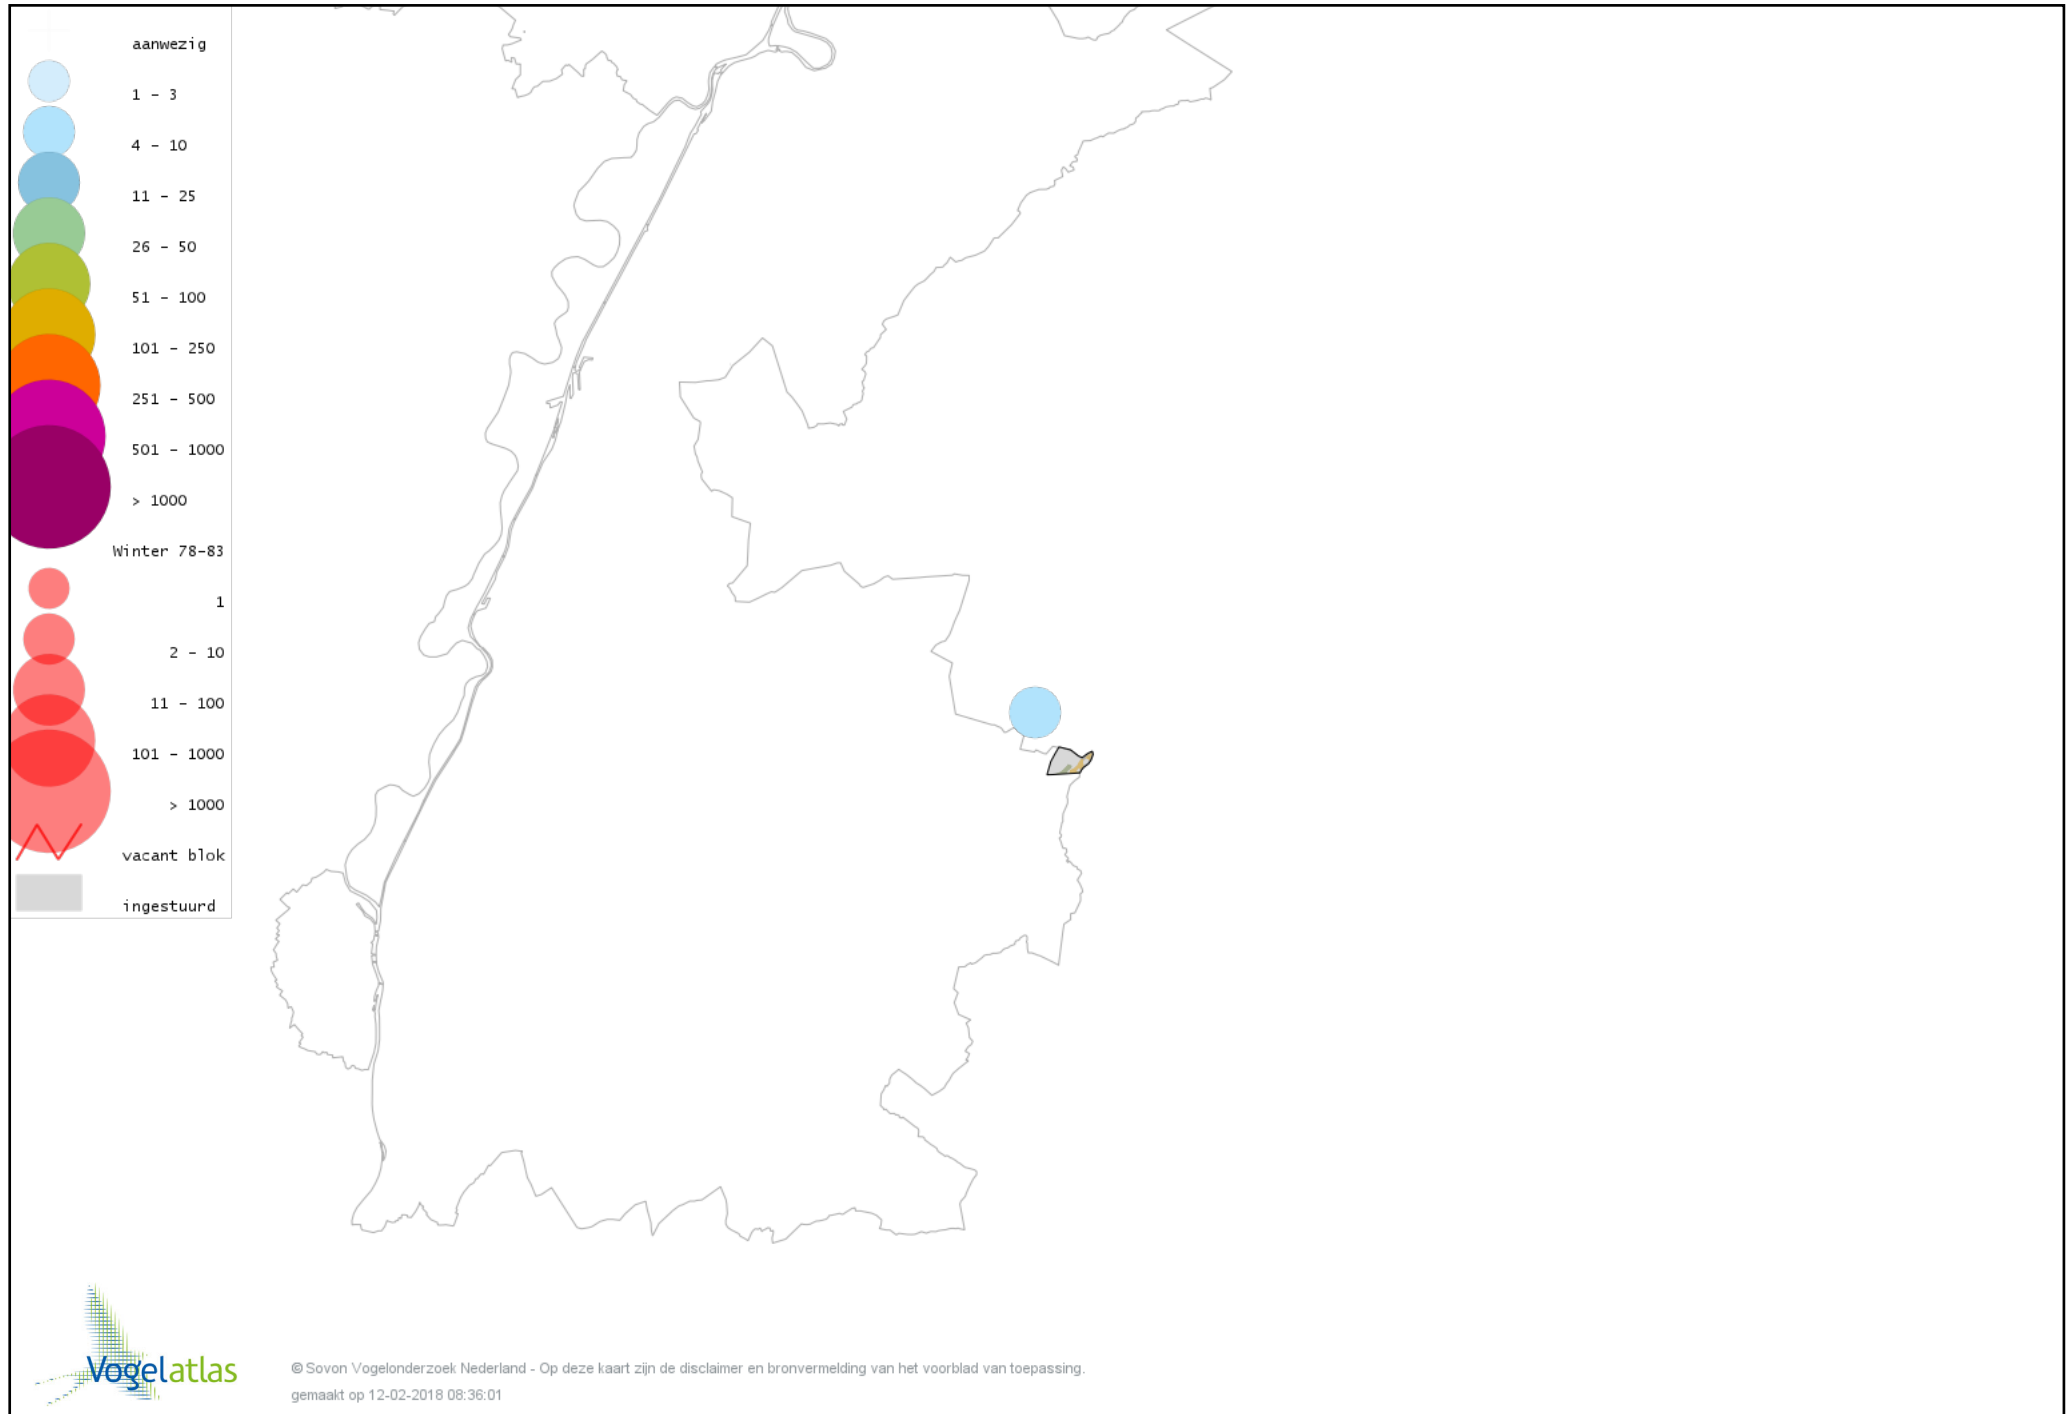 aanwezig
1 - 3
4 - 10
11 - 25
26 - 50
51 - 100
101 - 250
251 - 500
501 - 1000
> 1000
Winter 78-83
1
2 - 10
11 - 100
101 - 1000
> 1000
vacant blok
ingestuurd
Vogelatlas
© Sovon Vogelonderzoek Nederland - Op deze kaart zijn de disclaimer en bronvermelding van het voorblad van toepassing.
gemaakt op 12-02-2018 08:36:01